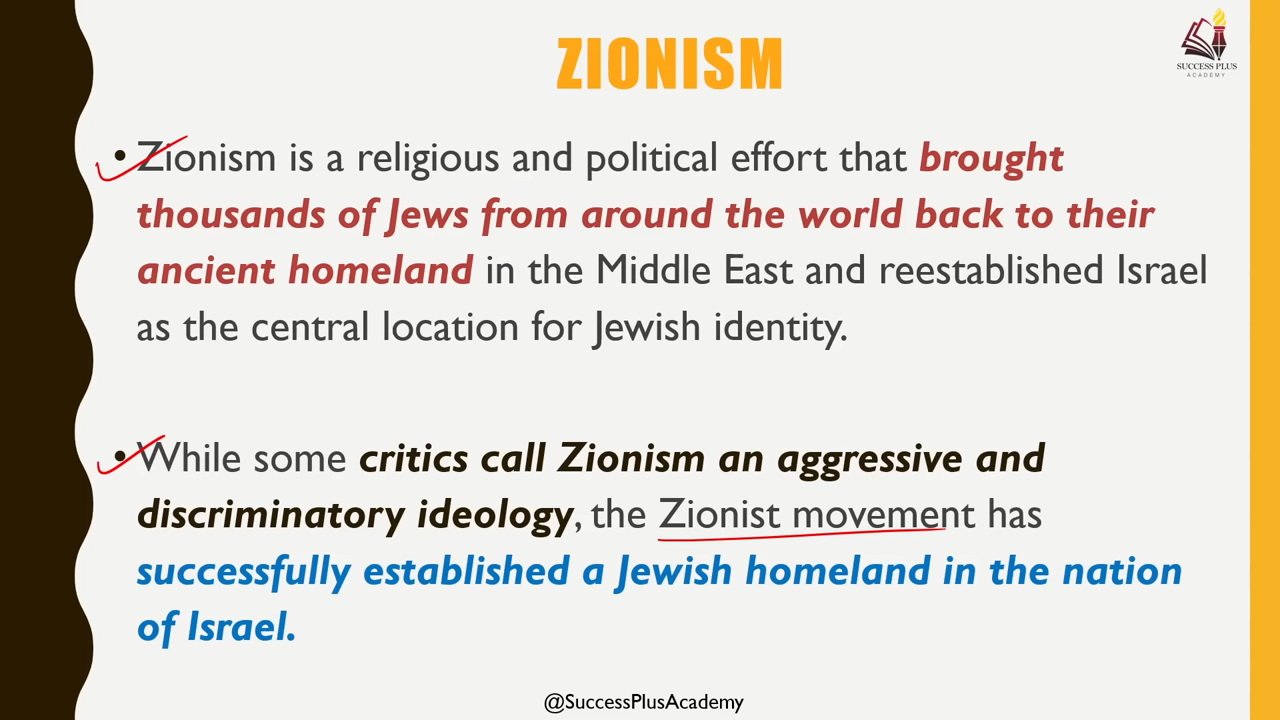 ZIONISM
SUCCESS PLUS
ACADEMY
• Zionism is a religious and political effort that brought
thousands of Jews from around the world back to their
ancient homeland in the Middle East and reestablished Israel
as the central location for Jewish identity.
• While some critics call Zionism an aggressive and
discriminatory ideology, the Zionist movement has
successfully established a Jewish homeland in the nation
of Israel.
@SuccessPlusAcademy